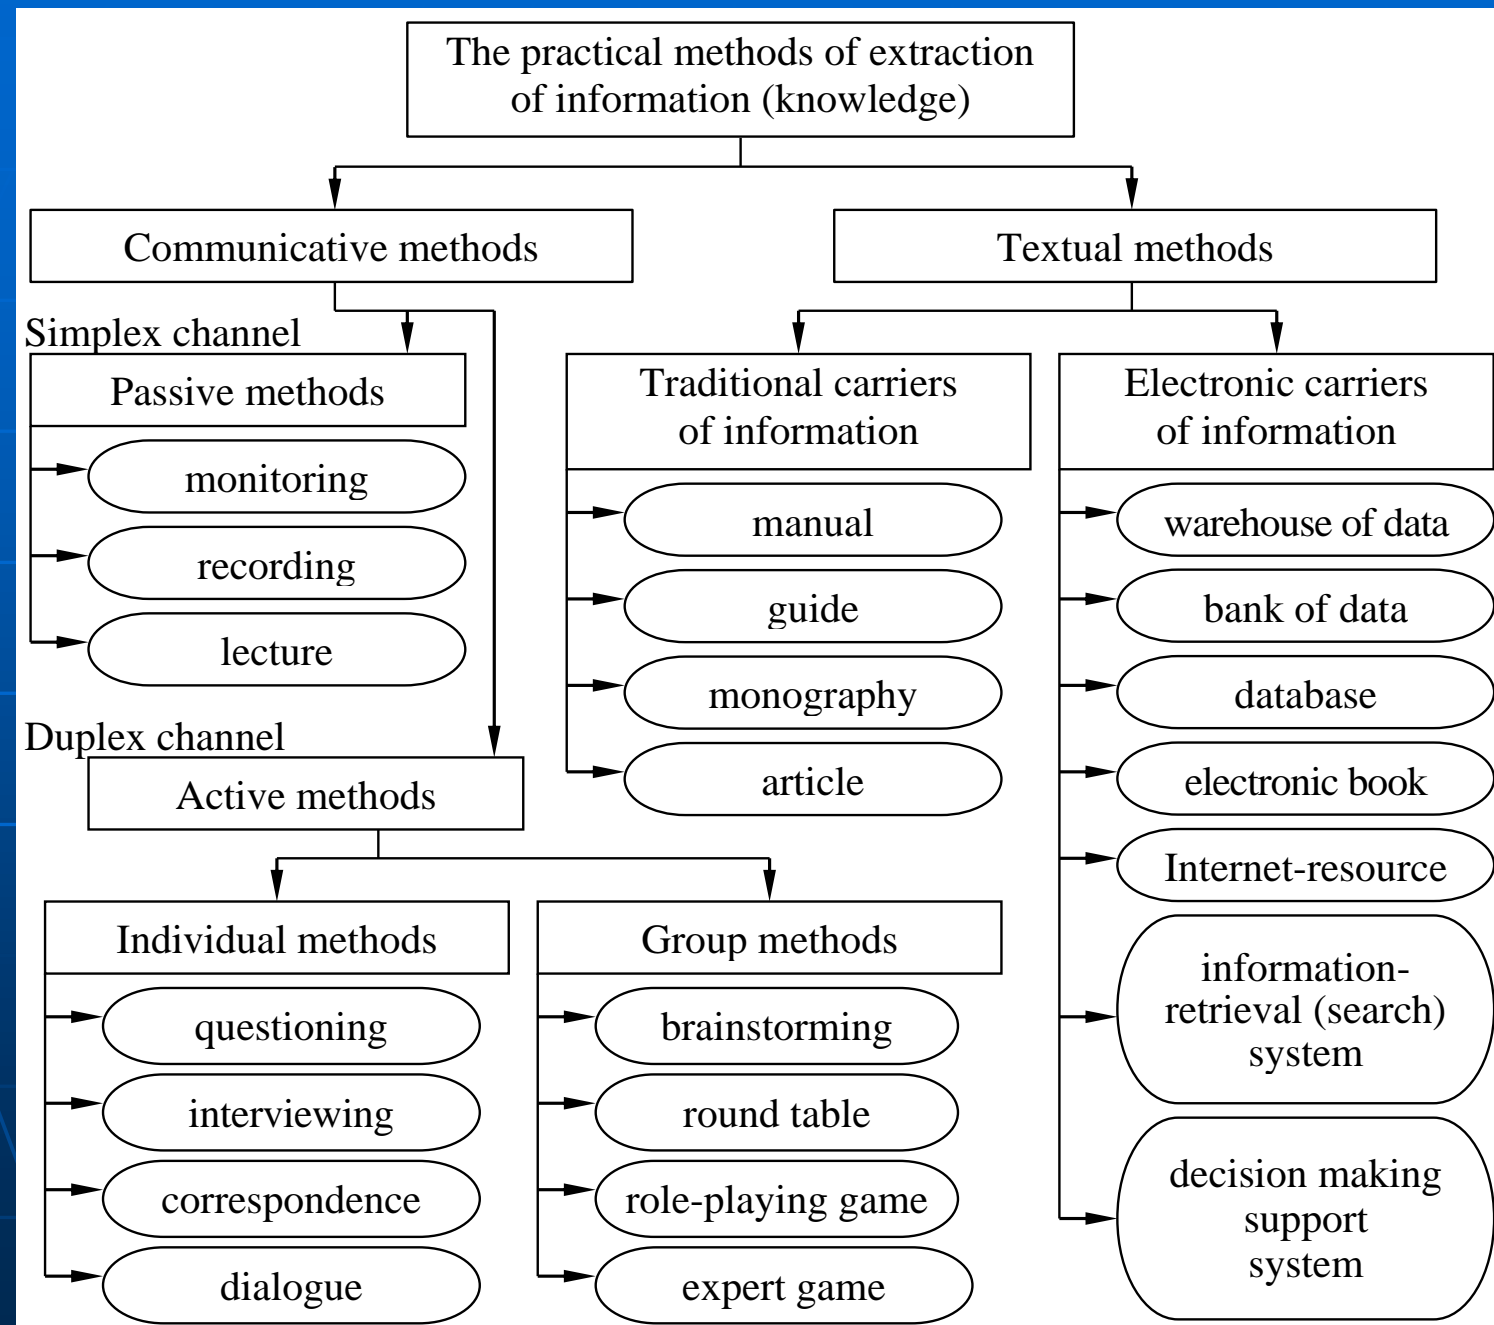 The practical methods of extraction
of information (knowledge)
Communicative methods
Textual methods
Simplex channel
Passive methods
monitoring
recording
lecture
Duplex channel
Active methods
Individual methods
questioning
interviewing
correspondence
dialogue
Group methods
brainstorming
round table
role-playing game
expert game
Traditional carriers
of information
manual
guide
monography
article
Electronic carriers
of information
warehouse of data
bank of data
database
electronic book
Internet-resource
information-
retrieval (search)
system
decision making
support
system